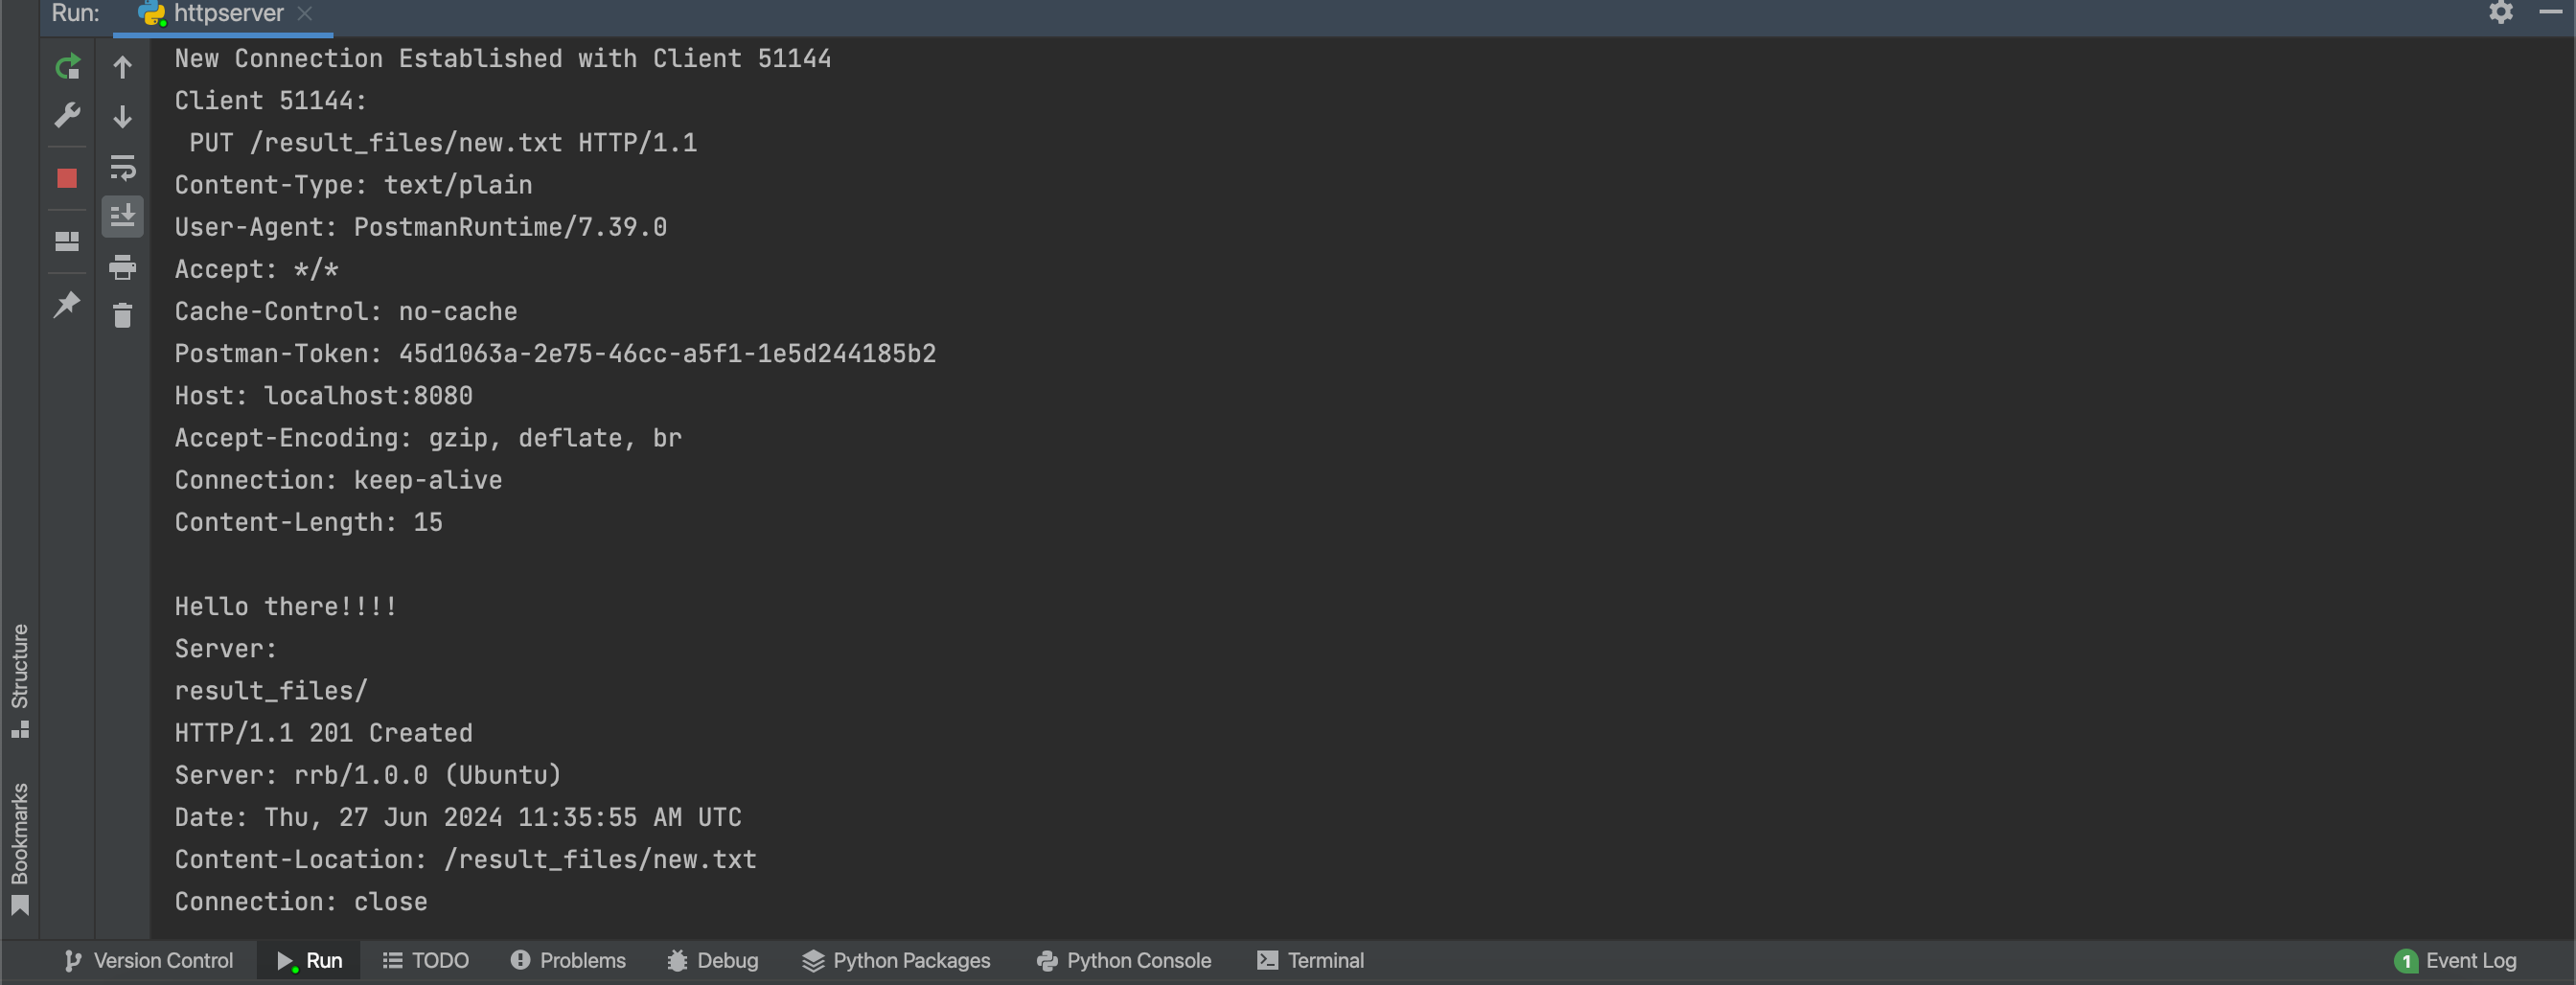 Run: httpserver
New Connection Established with Client 51144
Client 51144:
PUT /result_files/new.txt HTTP/1.1
Content-Type: text/plain
User-Agent: PostmanRuntime/7.39.0
Accept: */*
Cache-Control: no-cache
Postman-Token: 45d1063a-2e75-46cc-a5f1-1e5d244185b2
Host: localhost:8080
Accept-Encoding: gzip, deflate, br
Connection: keep-alive
Content-Length: 15
Hello there!!!!
Server:
result_files/
HTTP/1.1 201 Created
Server: rrb/1.0.0 (Ubuntu)
Date: Thu, 27 Jun 2024 11:35:55 AM UTC
Content-Location: /result_files/new.txt
Connection: close
Structure
Bookmarks
Version Control Run TODO Problems Debug Python Packages Python Console Terminal 1 Event Log